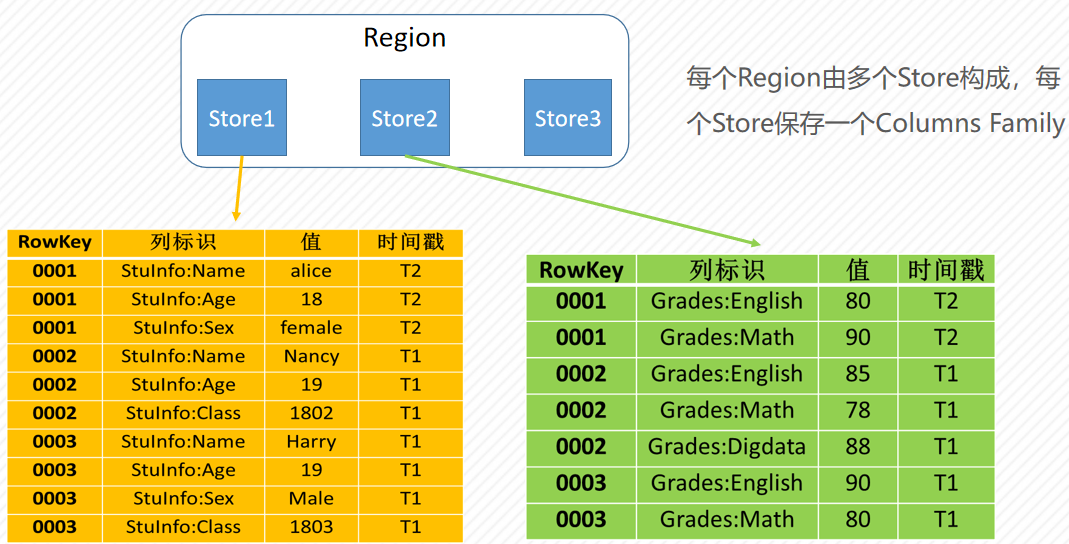 Region
Store1 Store2 Store3
每个Region由多个Store构成，每
个Store保存一个Columns Family
RowKey 列标识 值 时间戳
0001 StuInfo:Name alice T2
0001 StuInfo:Age 18 T2
0001 StuInfo:Sex female T2
0002 StuInfo:Name Nancy T1
0002 StuInfo:Age 19 T1
0002 StuInfo:Class 1802 T1
0003 StuInfo:Name Harry T1
0003 StuInfo:Age 19 T1
0003 StuInfo:Sex Male T1
0003 StuInfo:Class 1803 T1
RowKey 列标识 值 时间戳
0001 Grades:English 80 T2
0001 Grades:Math 90 T2
0002 Grades:English 85 T1
0002 Grades:Math 78 T1
0002 Grades:Digdata 88 T1
0003 Grades:English 90 T1
0003 Grades:Math 80 T1